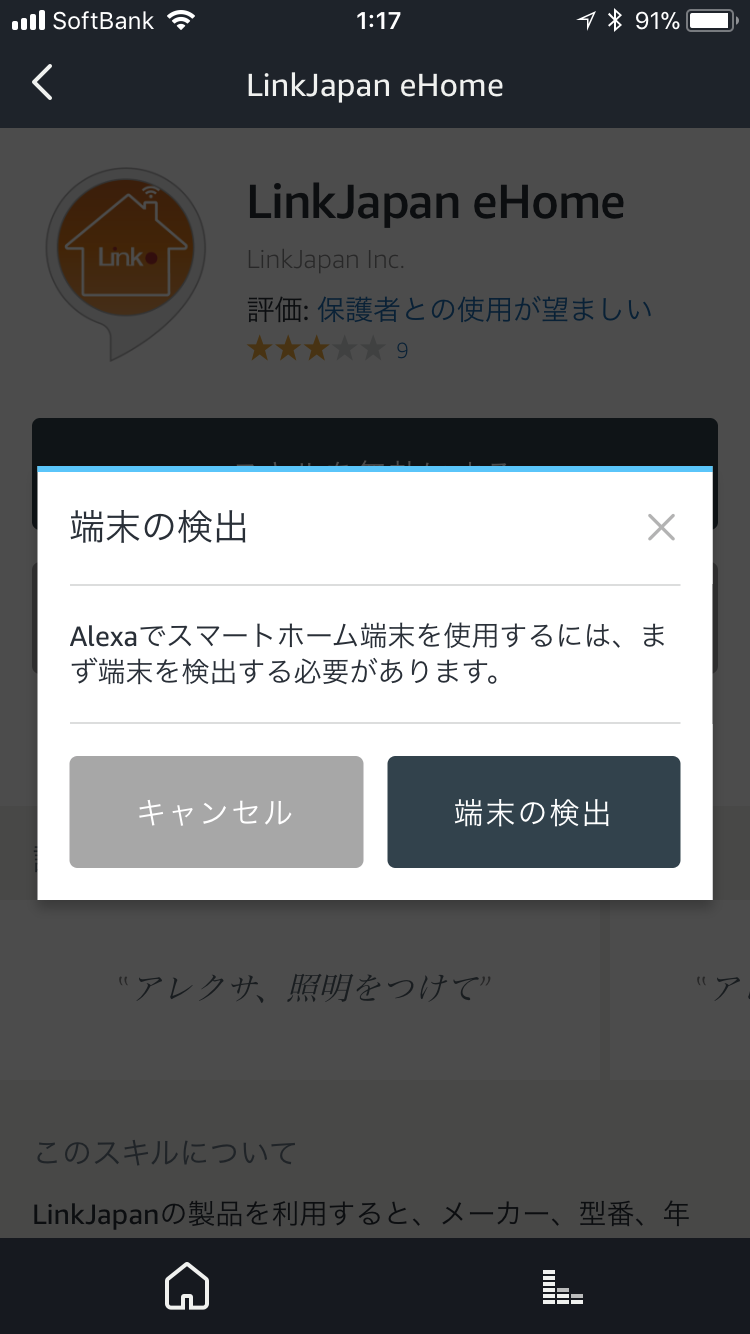 SoftBank 1:17 91%
LinkJapan eHome
Link
LinkJapan eHome
LinkJapan Inc.
評価: 保護者との使用が望ましい
9
端末の検出
Alexaでスマートホーム端末を使用するには、ま
ず端末を検出する必要があります。
キャンセル
端末の検出
“アレクサ、照明をつけて”
“ア
このスキルについて
LinkJapanの製品を利用すると、メーカー、型番、年